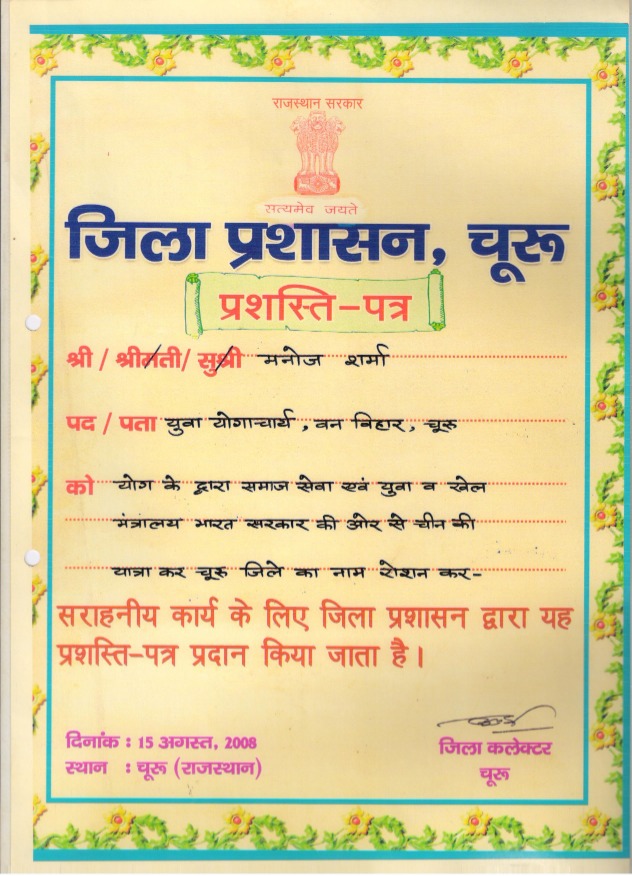 राजस्थान सरकार
सत्यमेव जयते
जिला प्रशासन, चूरू
प्रशस्ति-पत्र
श्री / श्रीमती/ सुश्री मनोज शर्मा
पद / पता युवा योगाचार्य, वन विहार, चूरू
को योग के द्वारा समाज सेवा एवं युवा व खेल
मंत्रालय भारत सरकार की ओर से चीन की
यात्रा कर चूरू जिले का नाम रोशन कर-
सराहनीय कार्य के लिए जिला प्रशासन द्वारा यह
प्रशस्ति-पत्र प्रदान किया जाता है।
दिनांक : 15 अगस्त, 2008
स्थान : चूरू (राजस्थान)
जिला कलेक्टर
चूरू